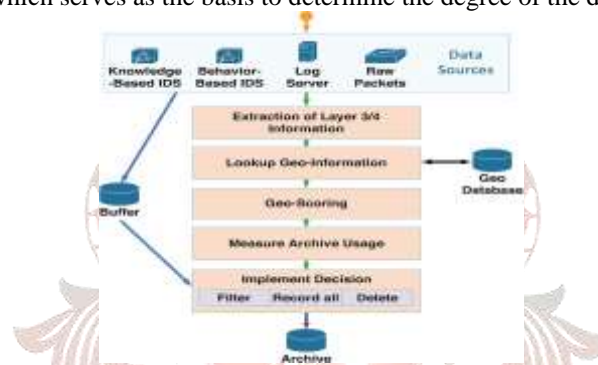 which serves as the basis to determine the degree of the d
Data Sources
Knowledge-Based IDS
Behavior-Based IDS
Log Server
Raw Packets
Extraction of Layer 3/4 Information
Lookup Geo-Information
Geo Database
Geo-Scoring
Buffer
Measure Archive Usage
Implement Decision
Filter Record all Delete
Archive